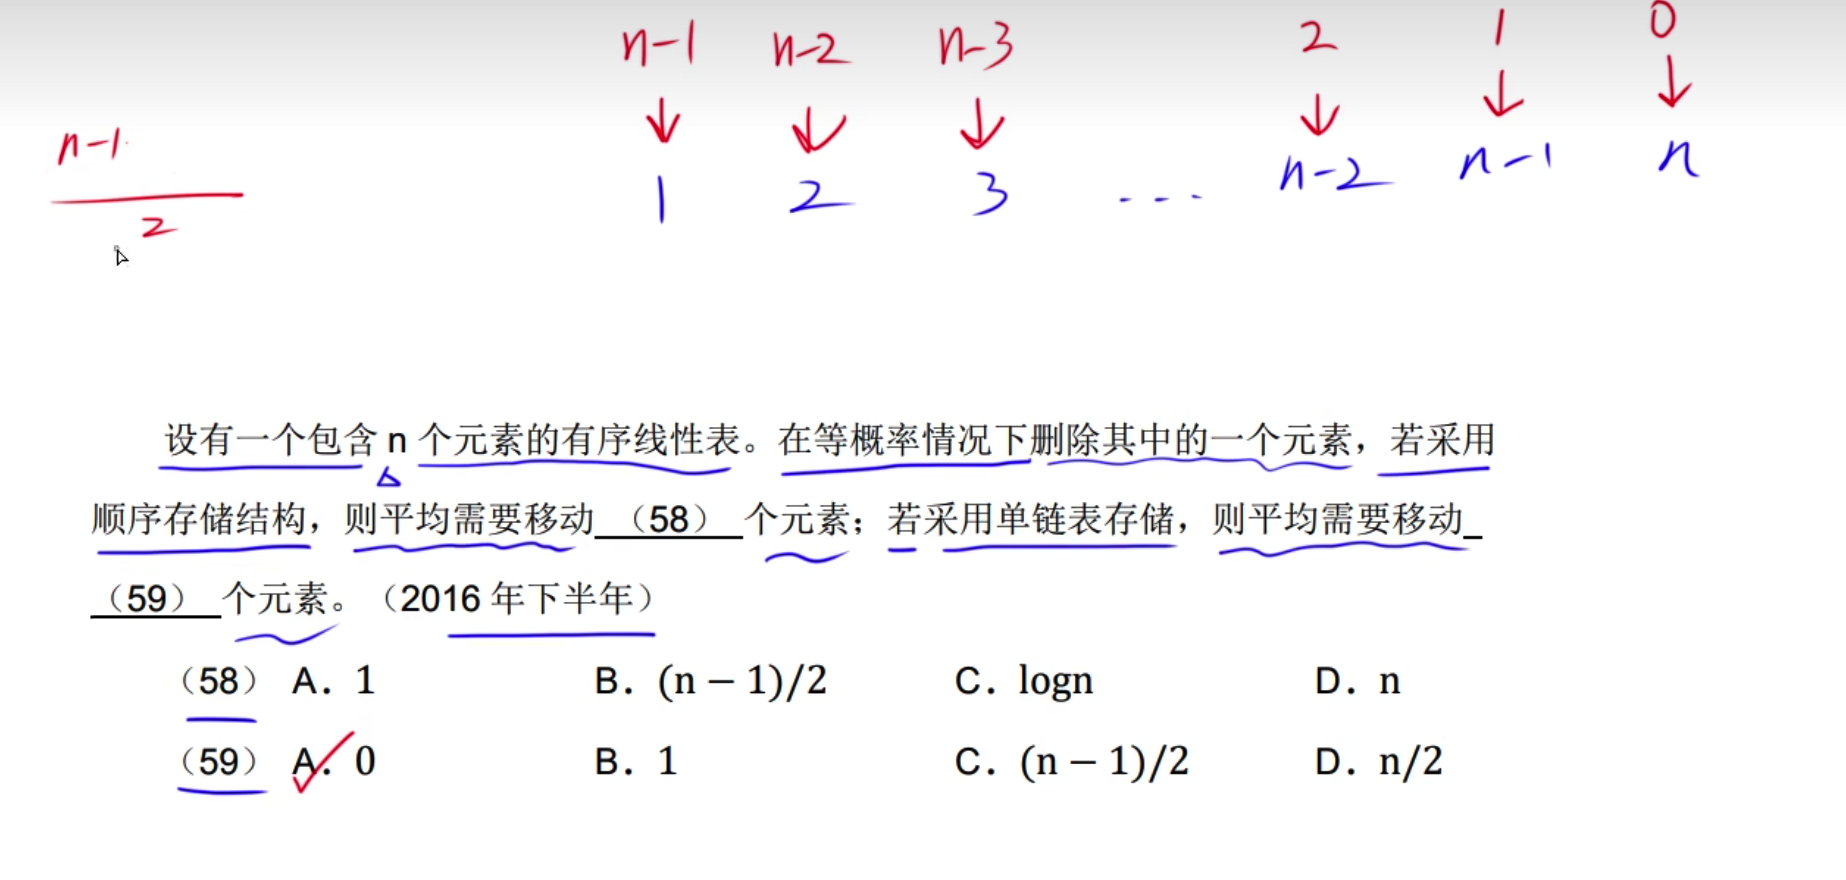 n-1 n-2 n-3 2 1 0
↓ ↓ ↓ ↓ ↓ ↓
n-1
2
1 2 3 ... n-2 n-1 n
设有一个包含 n 个元素的有序线性表。在等概率情况下删除其中的一个元素，若采用
顺序存储结构，则平均需要移动 （58） 个元素；若采用单链表存储，则平均需要移动
（59） 个元素。（2016 年下半年）
（58） A. 1 B. (n − 1)/2 C. logn D. n
（59） A. 0 B. 1 C. (n − 1)/2 D. n/2